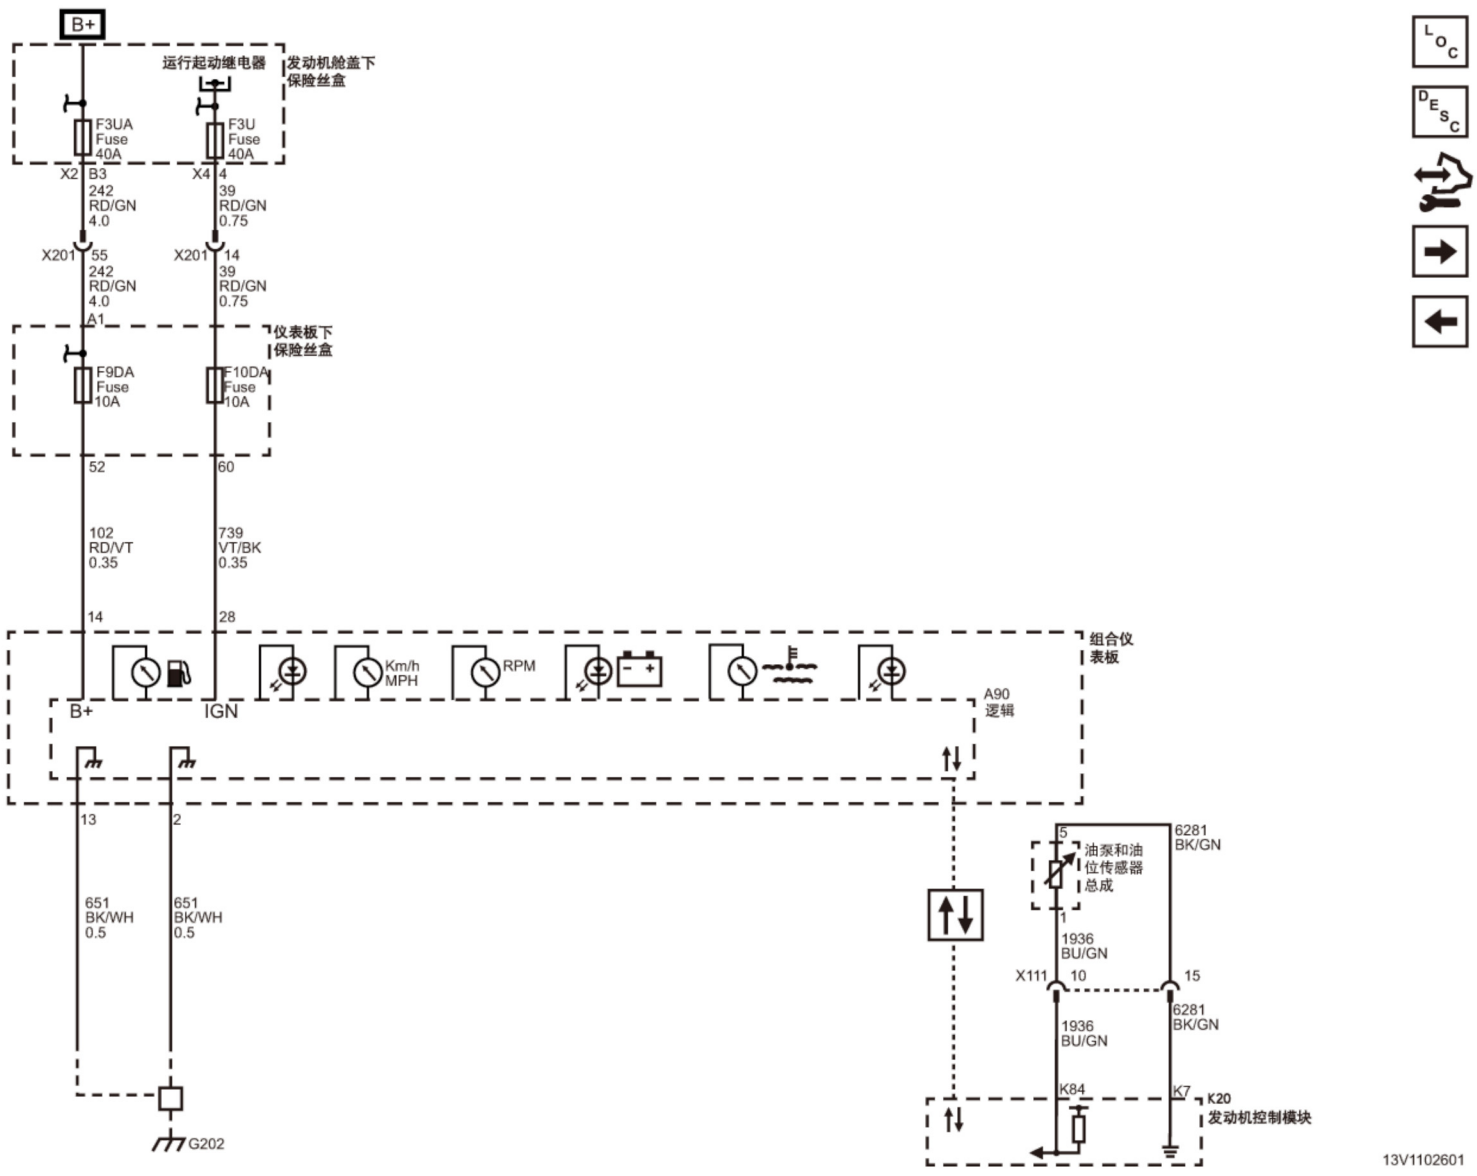 B+
运行起动继电器
发动机舱盖下
保险丝盒
F3UA
Fuse
40A
F3U
Fuse
40A
X2 B3
242
RD/GN
4.0
X4 4
39
RD/GN
0.75
X201 55
242
RD/GN
4.0
A1
X201 14
39
RD/GN
0.75
仪表板下
保险丝盒
F9DA
Fuse
10A
F10DA
Fuse
10A
52
60
102
RD/VT
0.35
739
VT/BK
0.35
14
28
组合仪
表板
Km/h
MPH
RPM
A90
逻辑
B+
IGN
13
2
651
BK/WH
0.5
651
BK/WH
0.5
G202
5
6281
BK/GN
油泵和油
位传感器
总成
1
1936
BU/GN
X111 10
15
1936
BU/GN
6281
BK/GN
K84
K7
K20
发动机控制模块
LOC
DESC
13V1102601